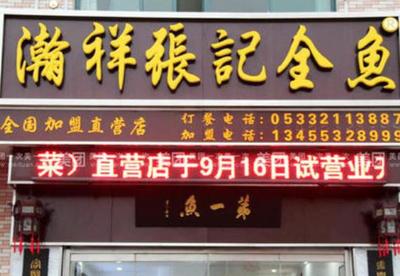 瀚祥張記全魚
®
全国加盟直营店
订餐电话:05332113887
加盟电话:13455328999
菜》直营店于9月16日试营业
第一魚